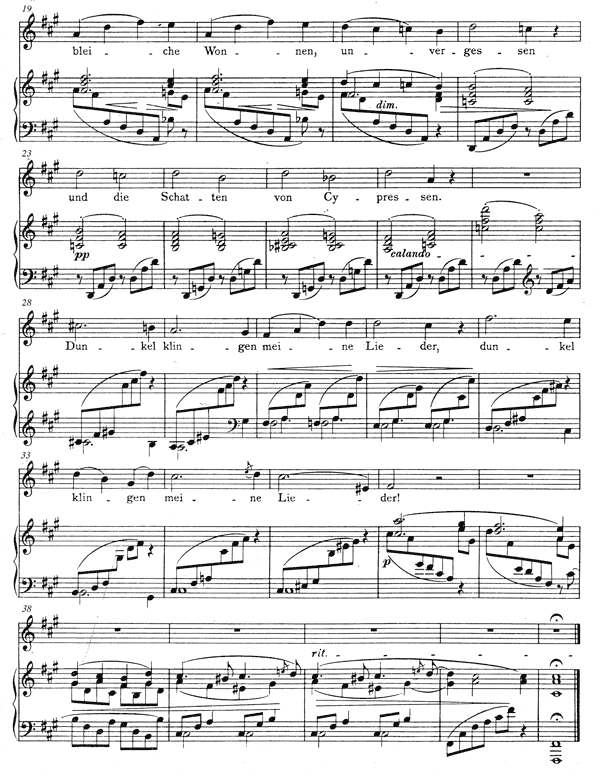 19
blei - che Won - nen, un - ver - ges - sen
dim.
23
und die Schat - ten von Cy - pres - sen.
pp
calando
28
Dun - kel klin - gen mei - ne Lie - der, dun - kel
33
klin - gen mei - ne Lie - der!
p
38
rit.